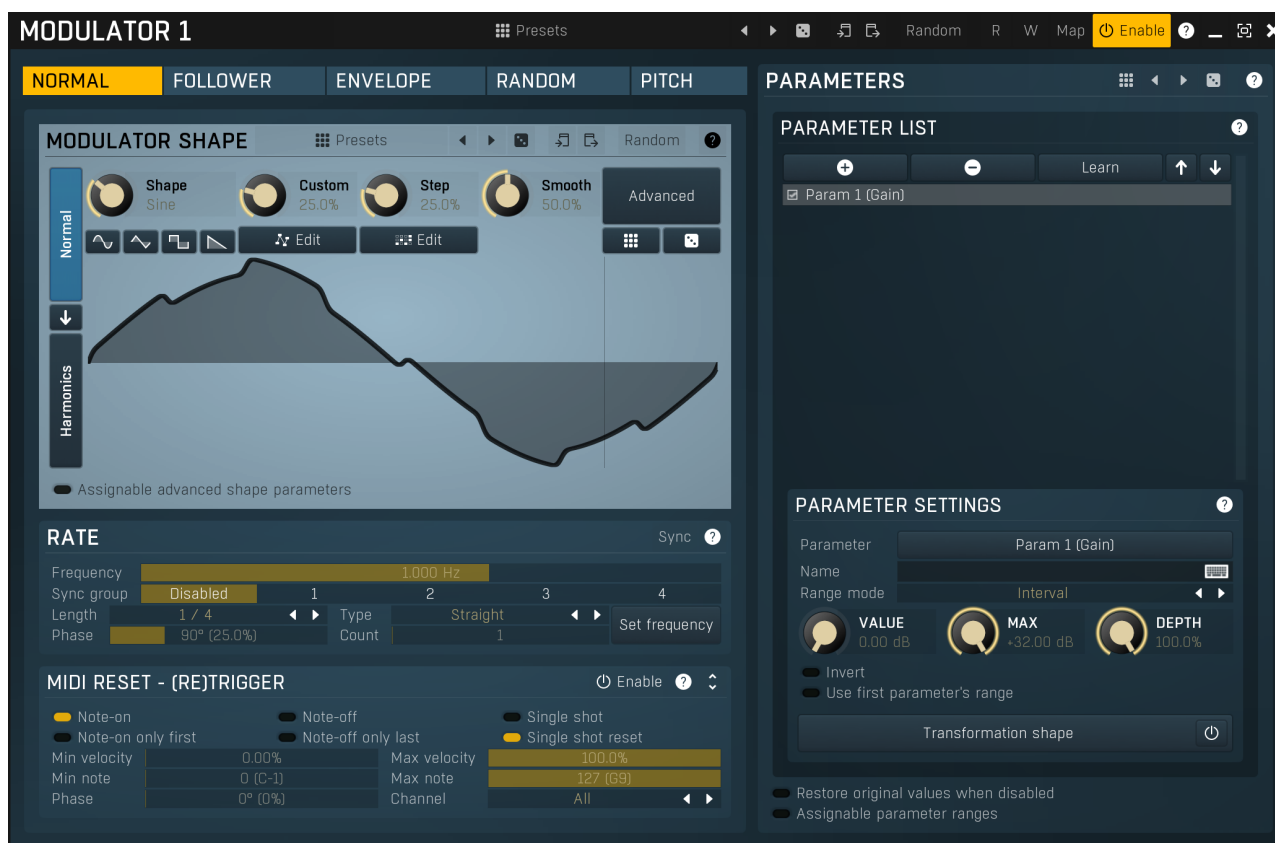 MODULATOR 1 Presets Random R W Map Enable ?
NORMAL FOLLOWER ENVELOPE RANDOM PITCH
MODULATOR SHAPE Presets Random ?
Normal
Harmonics
Shape Custom Step Smooth
Sine 25.0% 25.0% 50.0%
Advanced
Edit Edit
Assignable advanced shape parameters
RATE Sync ?
Frequency 1.000 Hz
Sync group Disabled 1 2 3 4
Length 1 / 4 Type Straight
Phase 90° (25.0%) Count 1
Set frequency
MIDI RESET - (RE)TRIGGER Enable ?
Note-on Note-off Single shot
Note-on only first Note-off only last Single shot reset
Min velocity 0.00% Max velocity 100.0%
Min note 0 (C-1) Max note 127 (G9)
Phase 0° (0%) Channel All
PARAMETERS ?
PARAMETER LIST ?
Learn
Param 1 (Gain)
PARAMETER SETTINGS ?
Parameter Param 1 (Gain)
Name
Range mode Interval
VALUE MAX DEPTH
0.00 dB +32.00 dB 100.0%
Invert
Use first parameter's range
Transformation shape
Restore original values when disabled
Assignable parameter ranges